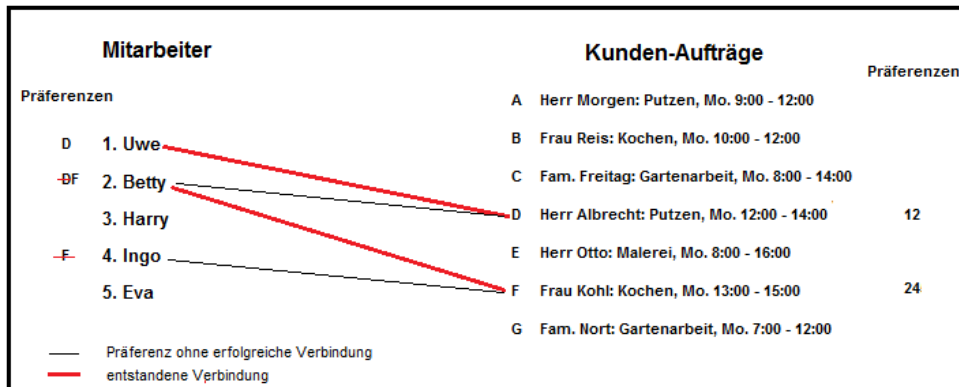 Mitarbeiter
Kunden-Aufträge
Präferenzen
Präferenzen
A Herr Morgen: Putzen, Mo. 9:00 - 12:00
B Frau Reis: Kochen, Mo. 10:00 - 12:00
C Fam. Freitag: Gartenarbeit, Mo. 8:00 - 14:00
D Herr Albrecht: Putzen, Mo. 12:00 - 14:00 12
E Herr Otto: Malerei, Mo. 8:00 - 16:00
F Frau Kohl: Kochen, Mo. 13:00 - 15:00 24
G Fam. Nort: Gartenarbeit, Mo. 7:00 - 12:00
D 1. Uwe
DF 2. Betty
3. Harry
F 4. Ingo
5. Eva
Präferenz ohne erfolgreiche Verbindung
entstandene Verbindung